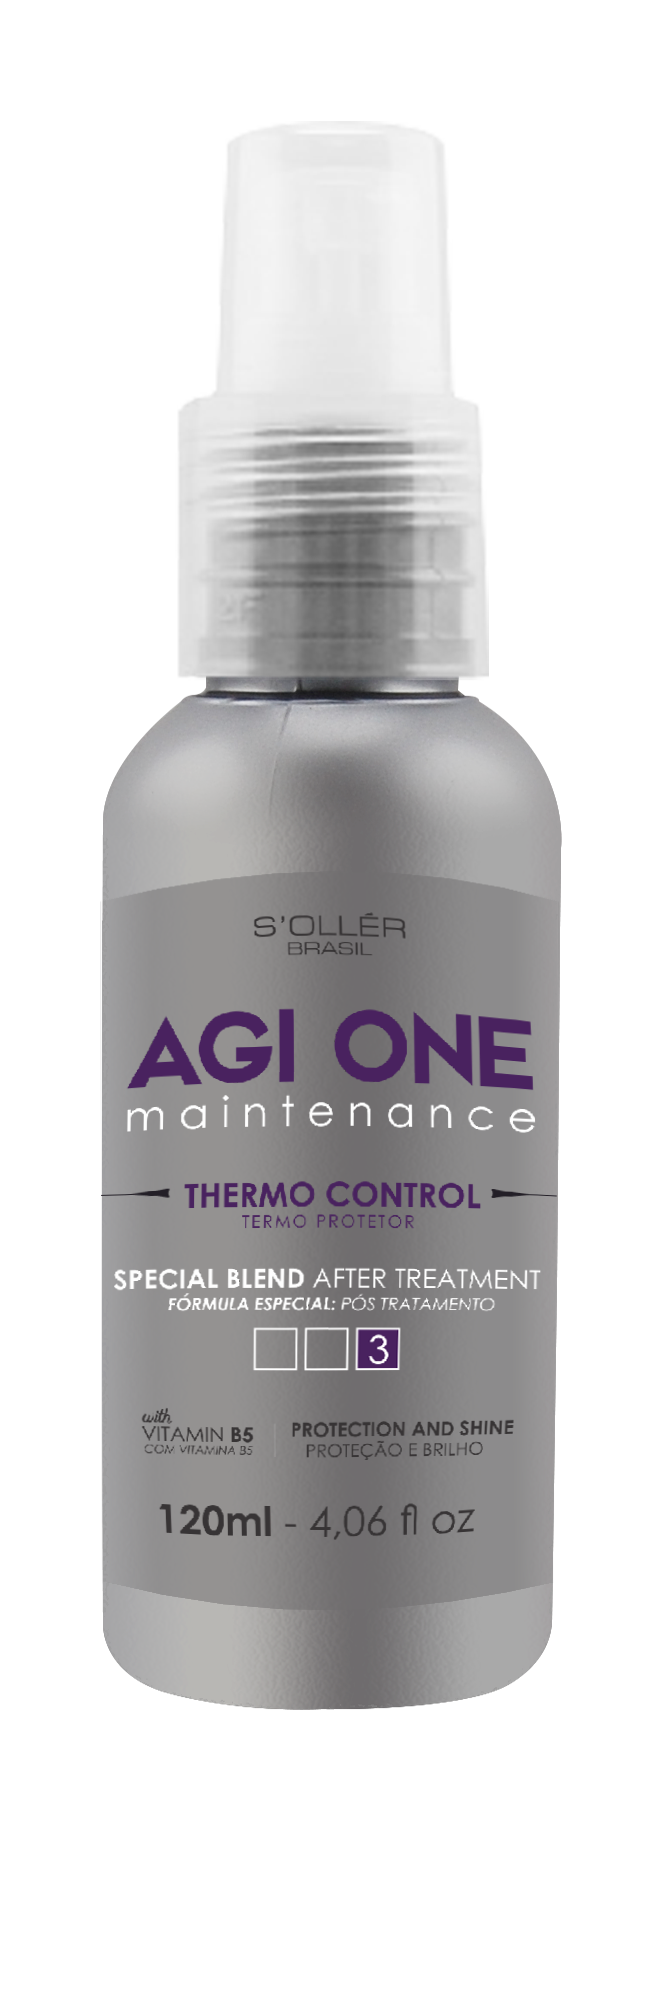 S'OLLÉR
BRASIL
AGI ONE
maintenance
THERMO CONTROL
TERMO PROTETOR
SPECIAL BLEND AFTER TREATMENT
FÓRMULA ESPECIAL: PÓS TRATAMENTO
3
with
VITAMIN B5
COM VITAMINA B5
PROTECTION AND SHINE
PROTEÇÃO E BRILHO
120ml - 4,06 fl oz